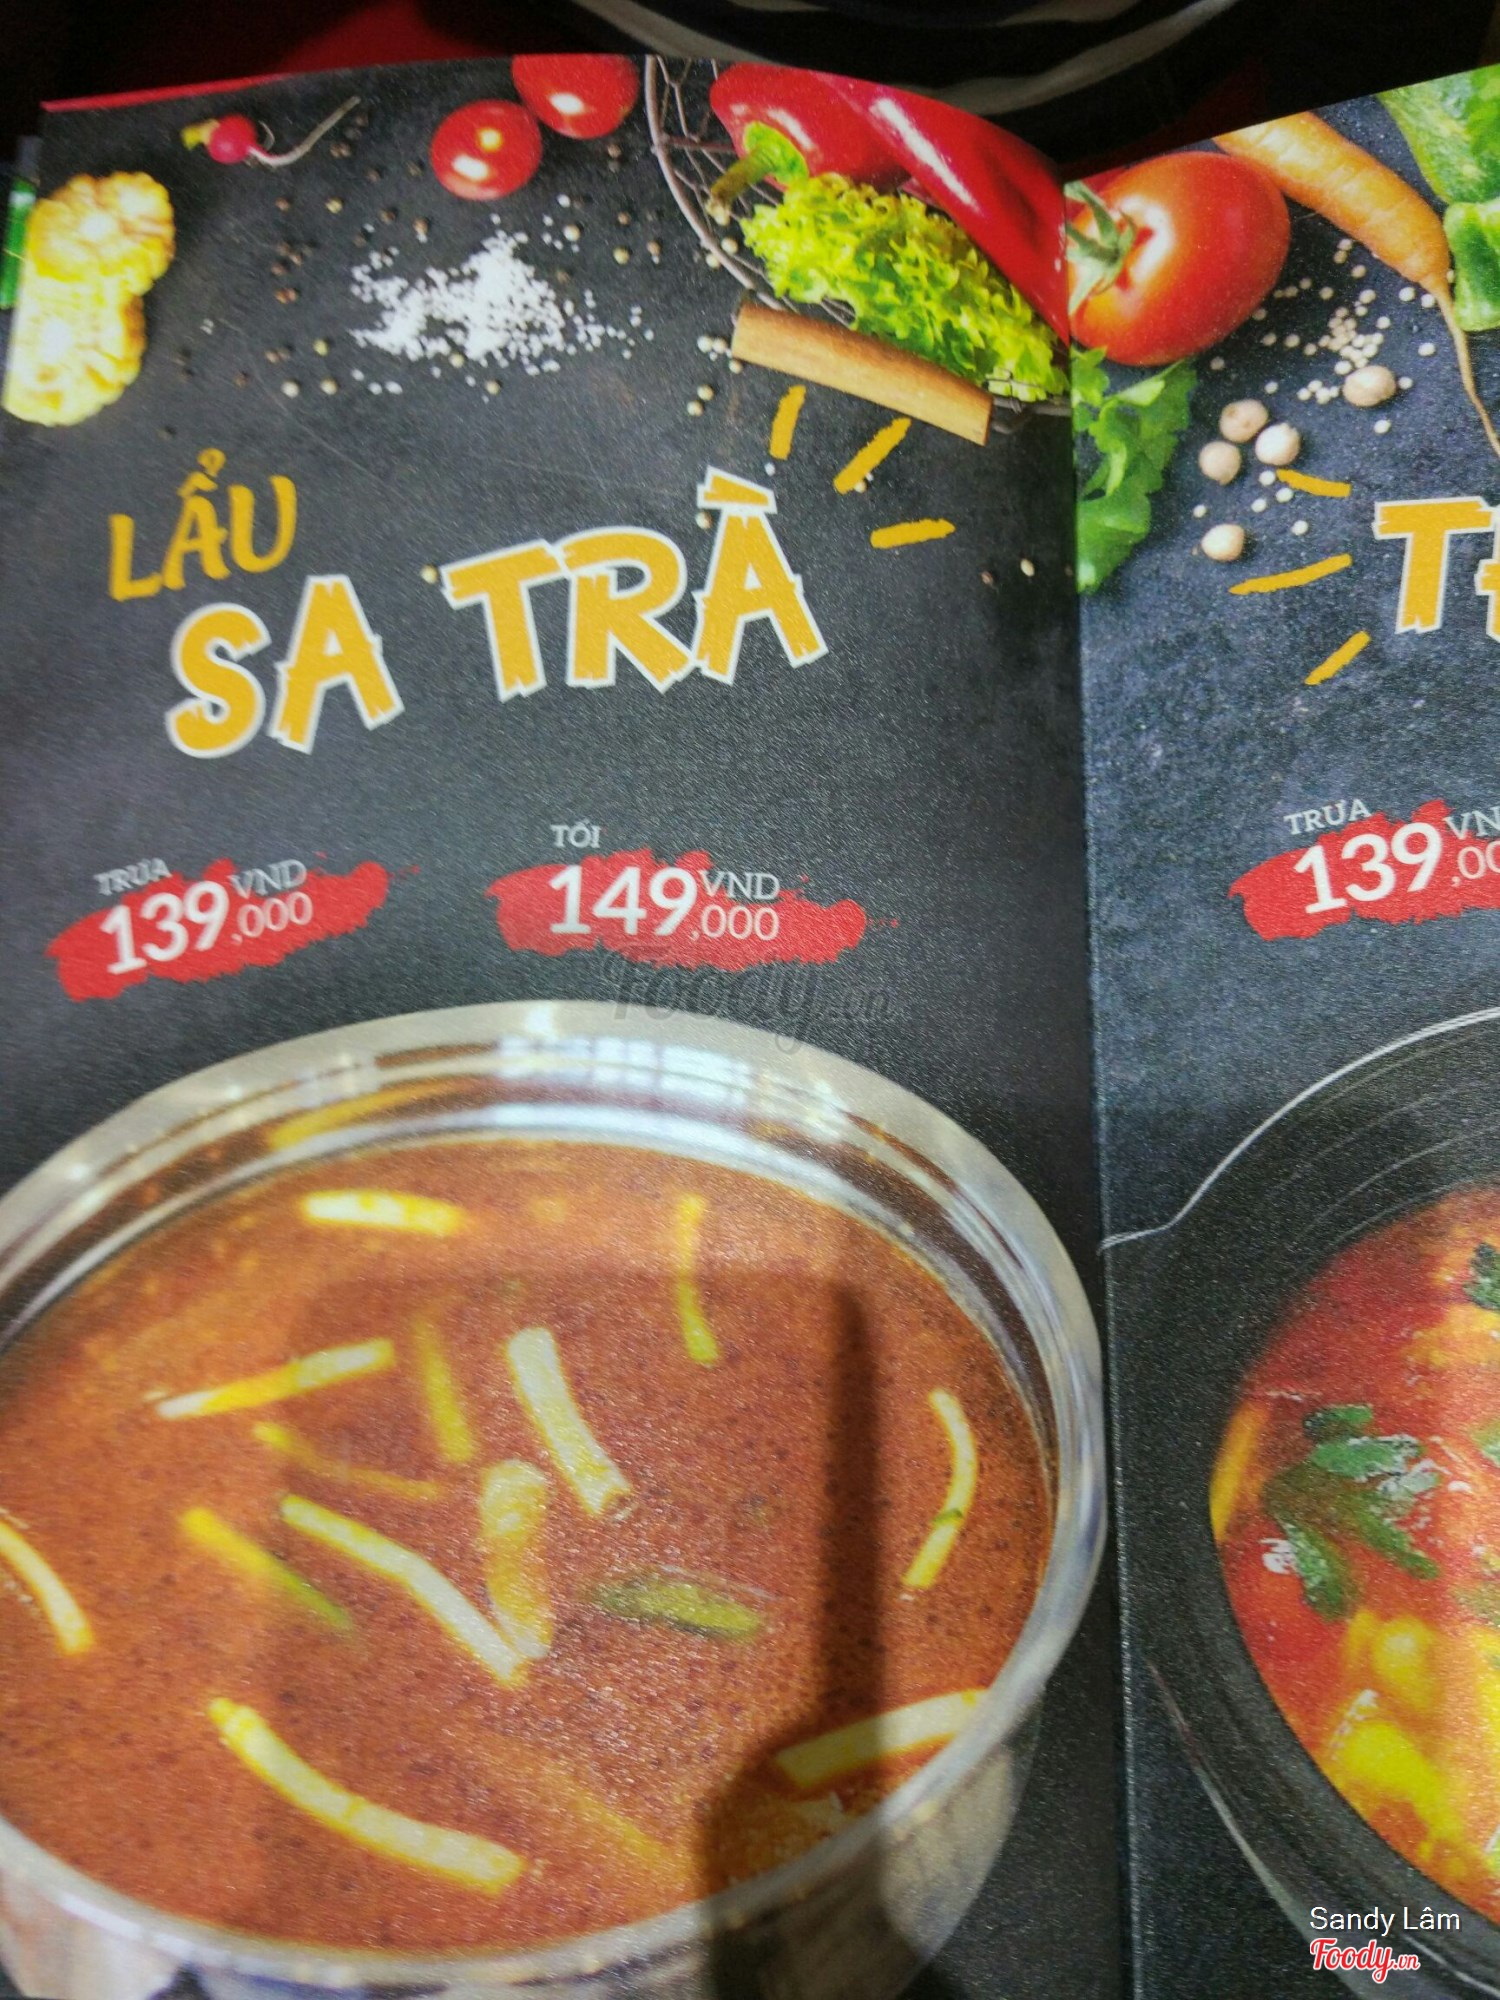 LẨU
SA TRÀ
TRƯA
139,000 VND
TỐI
149,000 VND
Foody.vn
TRƯA
139
Sandy Lâm
Foody.vn